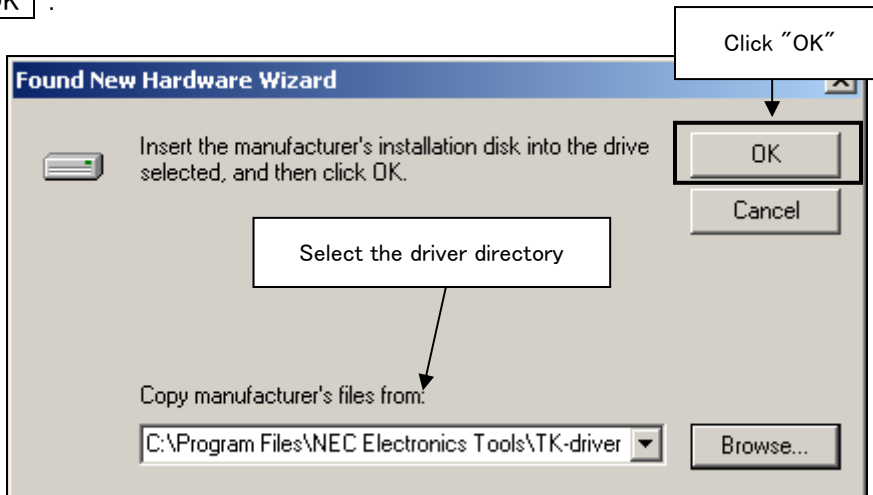 OK .
Click "OK"
Found New Hardware Wizard
Insert the manufacturer's installation disk into the drive
selected, and then click OK.
OK
Cancel
Select the driver directory
Copy manufacturer's files from:
C:\Program Files\NEC Electronics Tools\TK-driver
Browse...